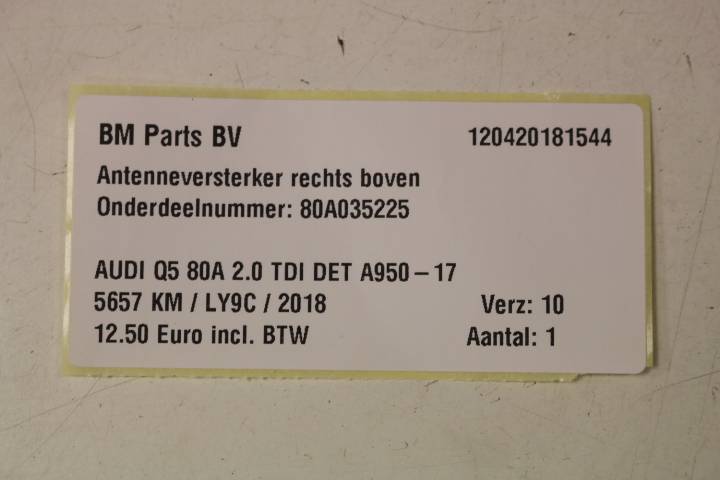 BM Parts BV 120420181544
Antenneversterker rechts boven
Onderdeelnummer: 80A035225
AUDI Q5 80A 2.0 TDI DET A950 – 17
5657 KM / LY9C / 2018 Verz: 10
12.50 Euro incl. BTW Aantal: 1